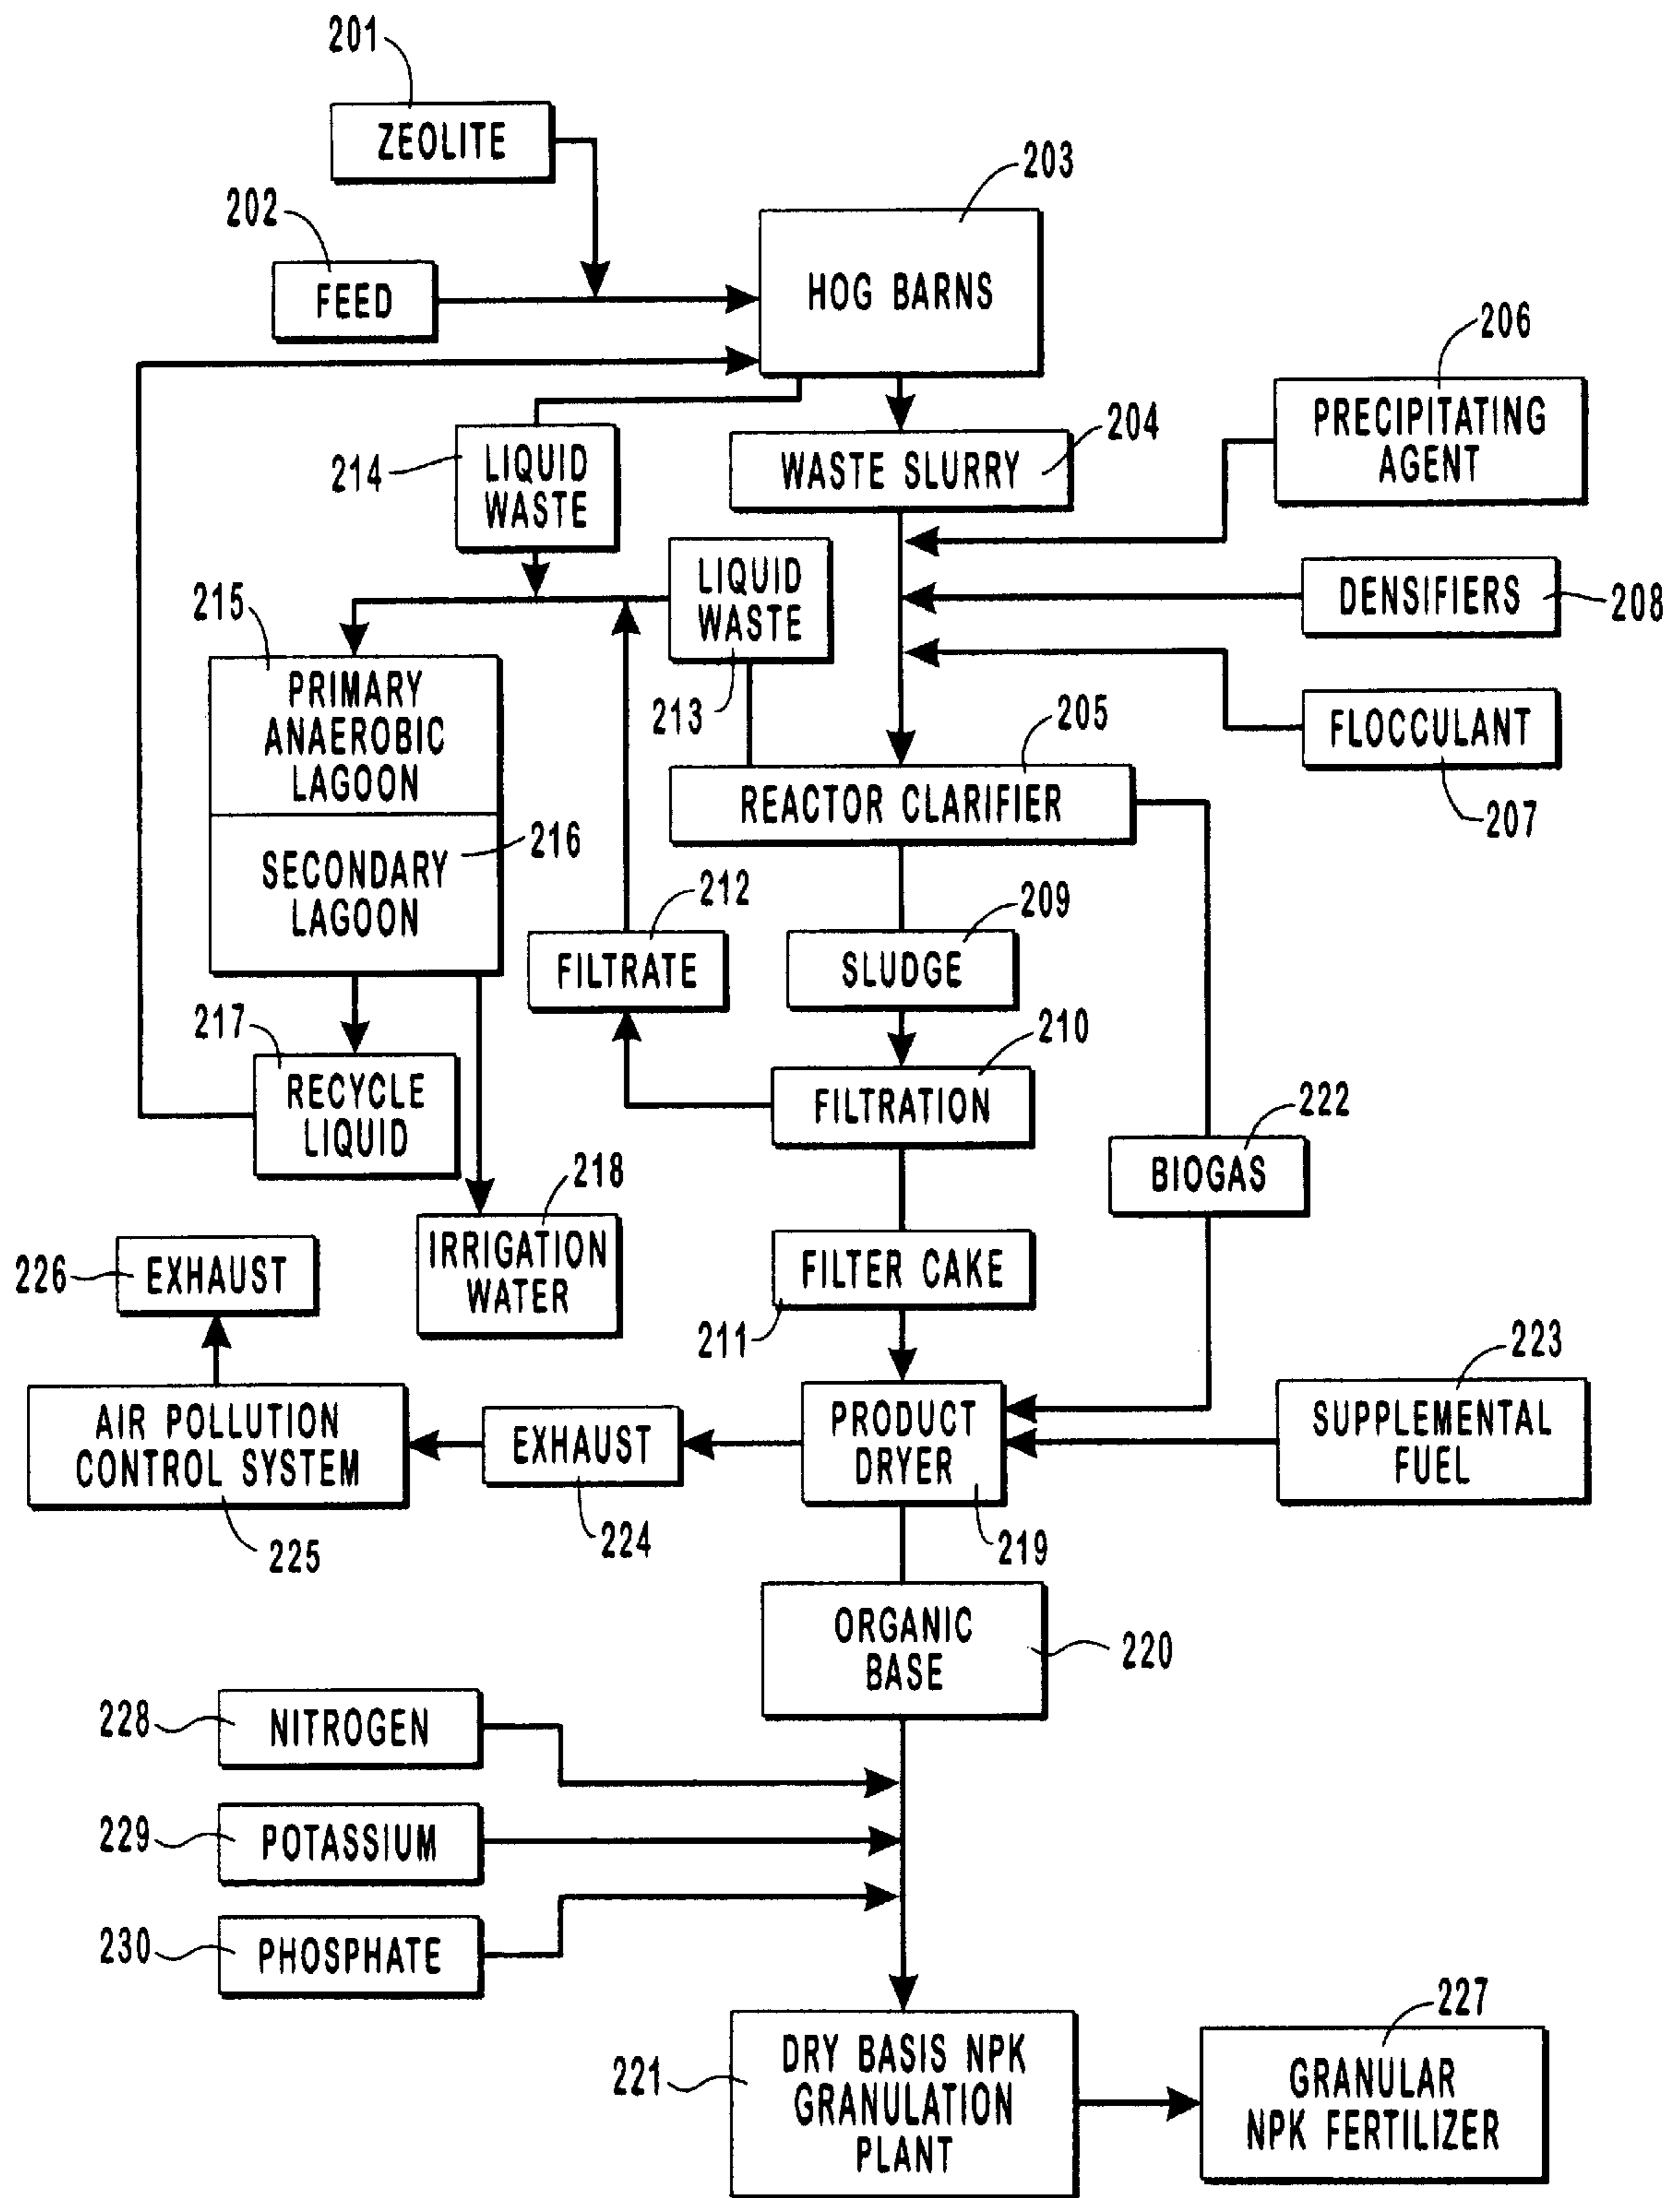 201
ZEOLITE
203
202
FEED
HOG BARNS
206
PRECIPITATING
AGENT
204
WASTE SLURRY
214
LIQUID
WASTE
LIQUID
WASTE
213
DENSIFIERS
208
215
PRIMARY
ANAEROBIC
LAGOON
205
FLOCCULANT
207
REACTOR CLARIFIER
216
SECONDARY
LAGOON
212
FILTRATE
209
SLUDGE
217
RECYCLE
LIQUID
210
FILTRATION
222
BIOGAS
218
IRRIGATION
WATER
226
EXHAUST
FILTER CAKE
211
223
SUPPLEMENTAL
FUEL
AIR POLLUTION
CONTROL SYSTEM
225
EXHAUST
224
PRODUCT
DRYER
219
ORGANIC
BASE
220
228
NITROGEN
229
POTASSIUM
230
PHOSPHATE
221
DRY BASIS NPK
GRANULATION
PLANT
227
GRANULAR
NPK FERTILIZER